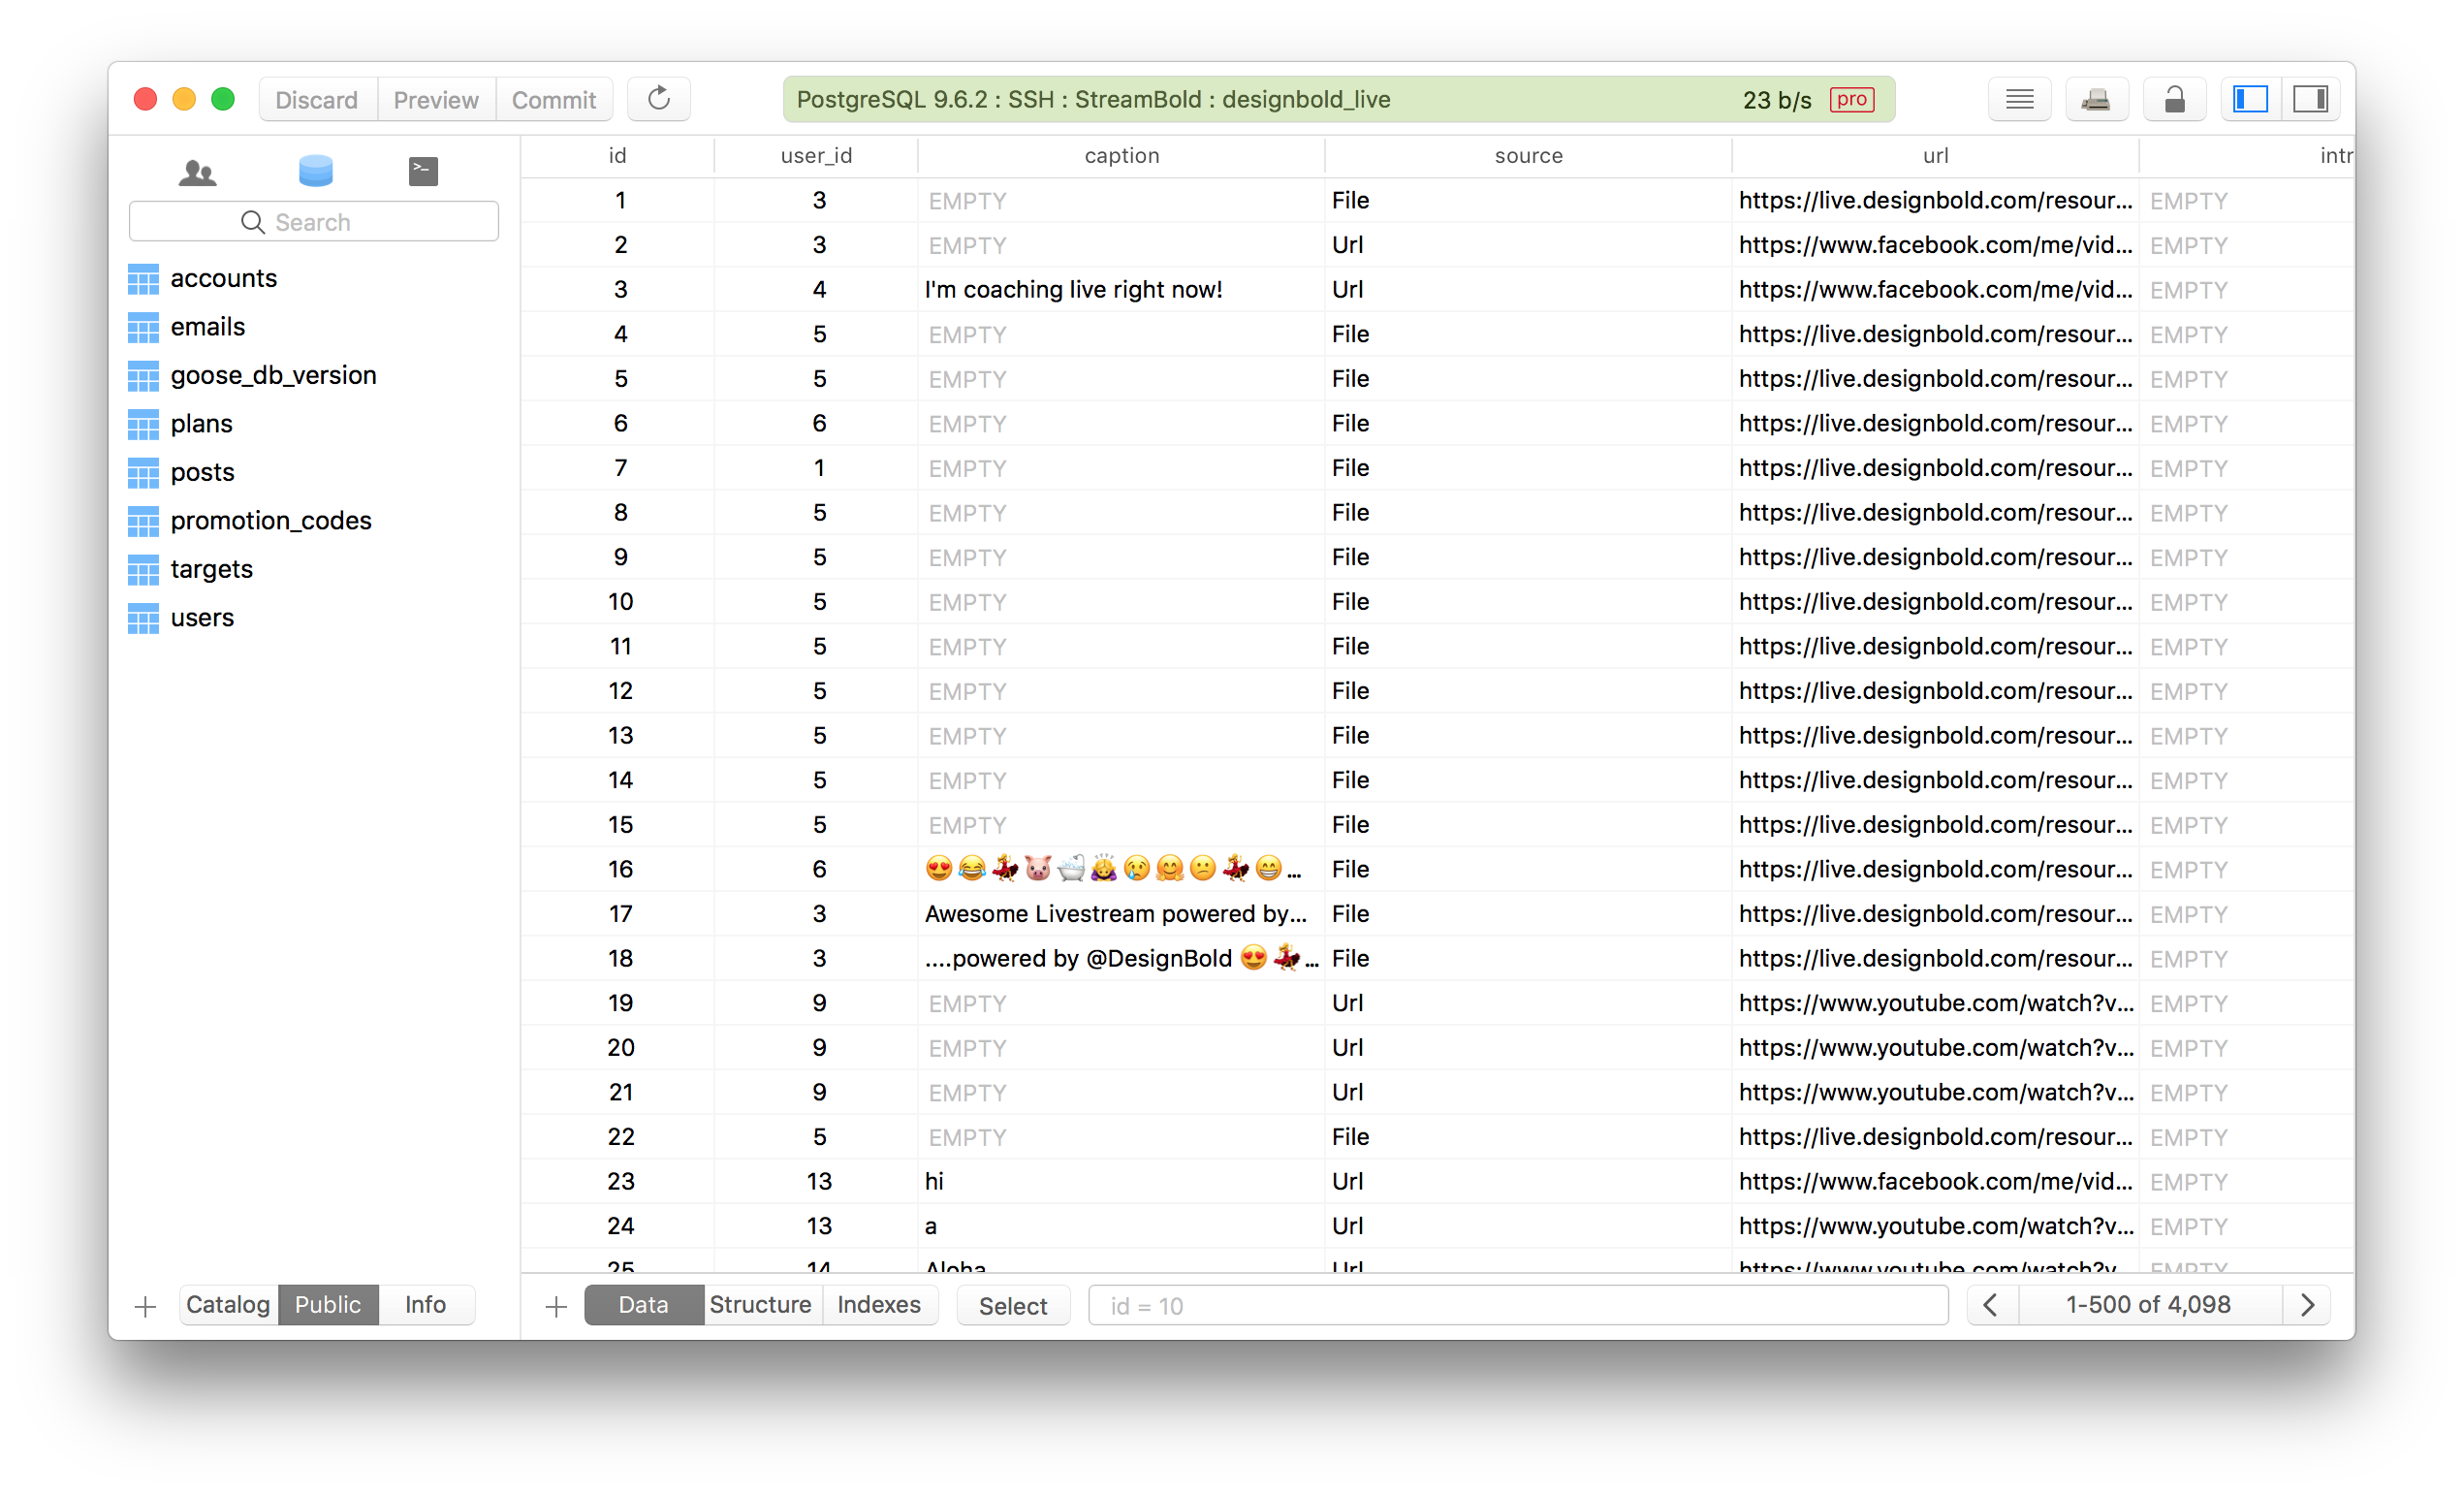 Discard Preview Commit PostgreSQL 9.6.2 : SSH : StreamBold : designbold_live 23 b/s pro
Search
accounts
emails
goose_db_version
plans
posts
promotion_codes
targets
users
id user_id caption source url intr
1 3 EMPTY File https://live.designbold.com/resour... EMPTY
2 3 EMPTY Url https://www.facebook.com/me/vid... EMPTY
3 4 I'm coaching live right now! Url https://www.facebook.com/me/vid... EMPTY
4 5 EMPTY File https://live.designbold.com/resour... EMPTY
5 5 EMPTY File https://live.designbold.com/resour... EMPTY
6 6 EMPTY File https://live.designbold.com/resour... EMPTY
7 1 EMPTY File https://live.designbold.com/resour... EMPTY
8 5 EMPTY File https://live.designbold.com/resour... EMPTY
9 5 EMPTY File https://live.designbold.com/resour... EMPTY
10 5 EMPTY File https://live.designbold.com/resour... EMPTY
11 5 EMPTY File https://live.designbold.com/resour... EMPTY
12 5 EMPTY File https://live.designbold.com/resour... EMPTY
13 5 EMPTY File https://live.designbold.com/resour... EMPTY
14 5 EMPTY File https://live.designbold.com/resour... EMPTY
15 5 EMPTY File https://live.designbold.com/resour... EMPTY
16 6 😍😂💃🐷🛁🙇‍♀️😢🤗😕💃😁... File https://live.designbold.com/resour... EMPTY
17 3 Awesome Livestream powered by... File https://live.designbold.com/resour... EMPTY
18 3 ....powered by @DesignBold 😍💃... File https://live.designbold.com/resour... EMPTY
19 9 EMPTY Url https://www.youtube.com/watch?v... EMPTY
20 9 EMPTY Url https://www.youtube.com/watch?v... EMPTY
21 9 EMPTY Url https://www.youtube.com/watch?v... EMPTY
22 5 EMPTY File https://live.designbold.com/resour... EMPTY
23 13 hi Url https://www.facebook.com/me/vid... EMPTY
24 13 a Url https://www.youtube.com/watch?v... EMPTY
25 14 Aloha Url https://www.youtube.com/watch?v... EMPTY
Catalog Public Info Data Structure Indexes Select id = 10 1-500 of 4,098